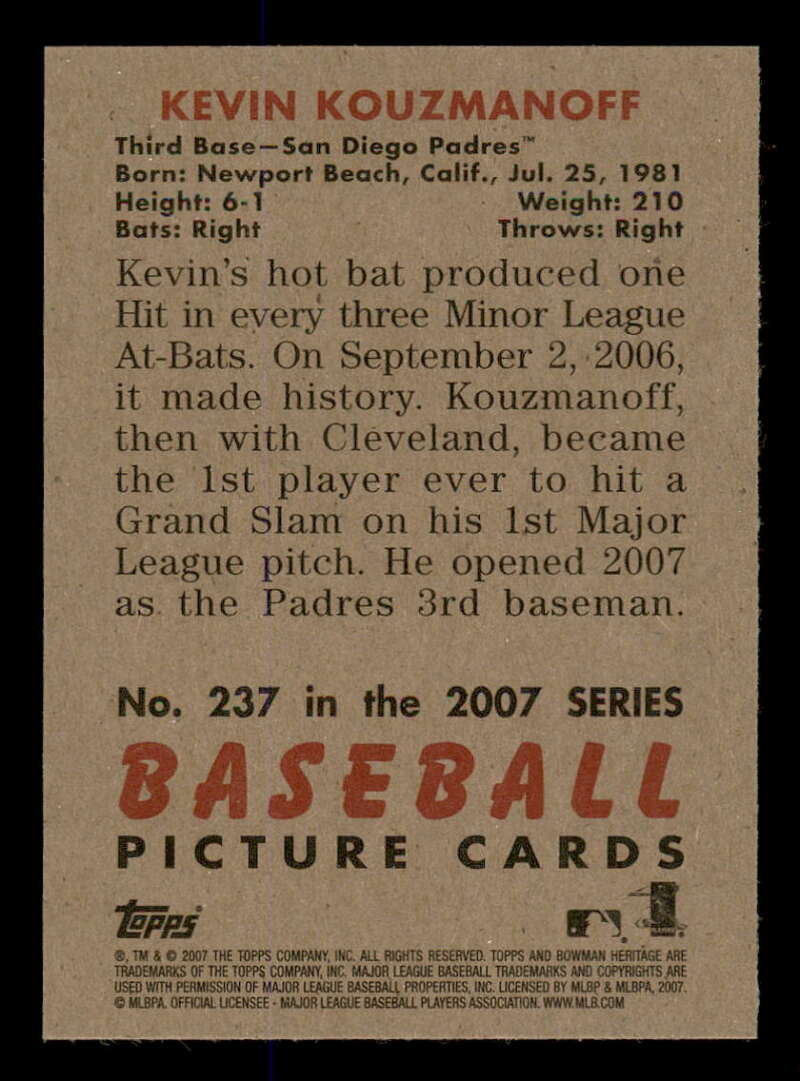 KEVIN KOUZMANOFF
Third Base—San Diego Padres™
Born: Newport Beach, Calif., Jul. 25, 1981
Height: 6-1 Weight: 210
Bats: Right Throws: Right
Kevin's hot bat produced one
Hit in every three Minor League
At-Bats. On September 2, 2006,
it made history. Kouzmanoff,
then with Cleveland, became
the 1st player ever to hit a
Grand Slam on his 1st Major
League pitch. He opened 2007
as the Padres 3rd baseman.
No. 237 in the 2007 SERIES
BASEBALL
PICTURE CARDS
Topps
®, TM & © 2007 THE TOPPS COMPANY, INC. ALL RIGHTS RESERVED. TOPPS AND BOWMAN HERITAGE ARE
TRADEMARKS OF THE TOPPS COMPANY, INC. MAJOR LEAGUE BASEBALL TRADEMARKS AND COPYRIGHTS ARE
USED WITH PERMISSION OF MAJOR LEAGUE BASEBALL PROPERTIES, INC. LICENSED BY MLBP & MLBPA, 2007.
© MLBPA. OFFICIAL LICENSEE - MAJOR LEAGUE BASEBALL PLAYERS ASSOCIATION. WWW.MLB.COM